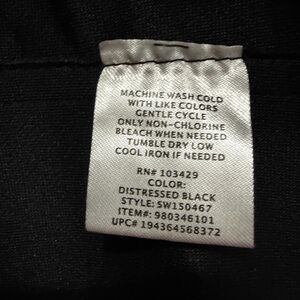 MACHINE WASH COLD
WITH LIKE COLORS
GENTLE CYCLE
ONLY NON-CHLORINE
BLEACH WHEN NEEDED
TUMBLE DRY LOW
COOL IRON IF NEEDED
RN# 103429
COLOR:
DISTRESSED BLACK
STYLE: SW150467
ITEM#: 980346101
UPC# 194364568372